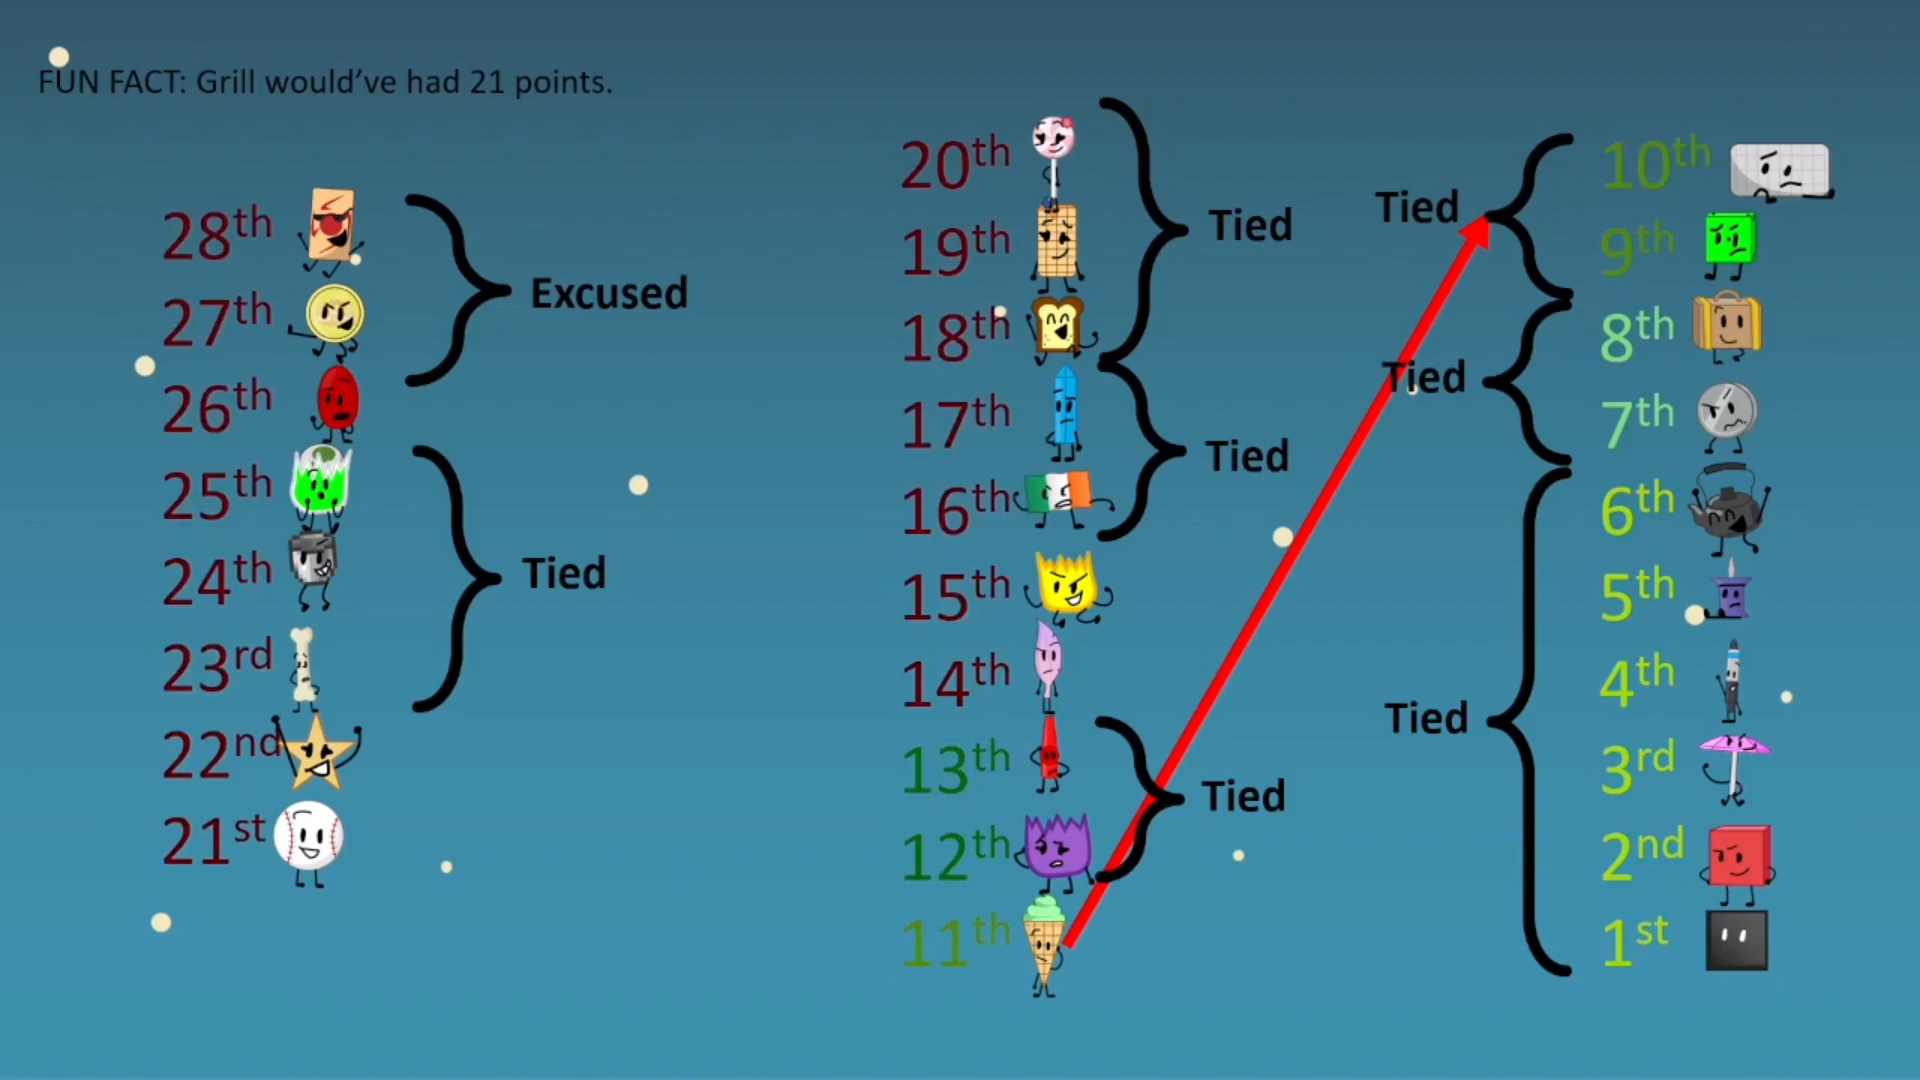 FUN FACT: Grill would've had 21 points.
28th
27th
Excused
26th
25th
24th
Tied
23rd
22nd
21st
20th
19th
Tied
18th
17th
16th
Tied
15th
14th
13th
12th
Tied
11th
10th
Tied
9th
8th
Tied
7th
6th
5th
4th
Tied
3rd
2nd
1st